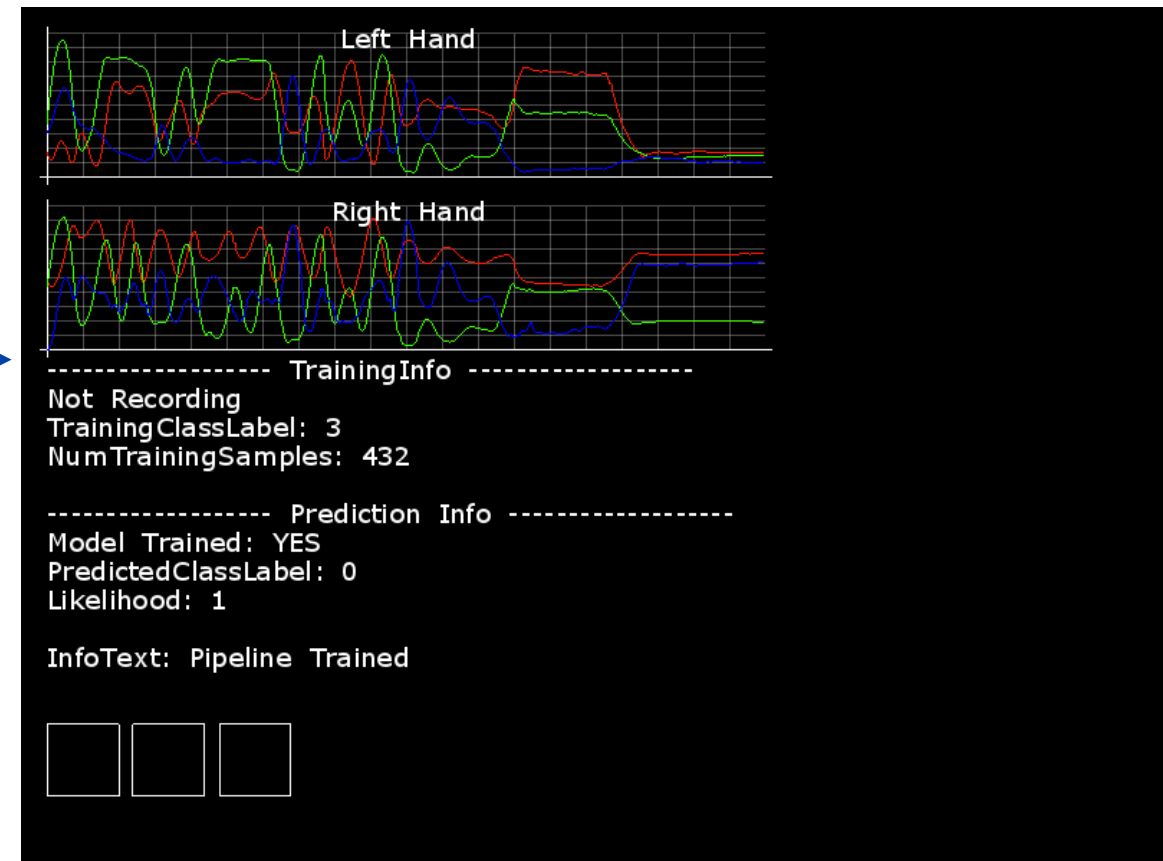 Left Hand
Right Hand
------------------- TrainingInfo -------------------
Not Recording
TrainingClassLabel: 3
NumTrainingSamples: 432
------------------- Prediction Info -------------------
Model Trained: YES
PredictedClassLabel: 0
Likelihood: 1
InfoText: Pipeline Trained